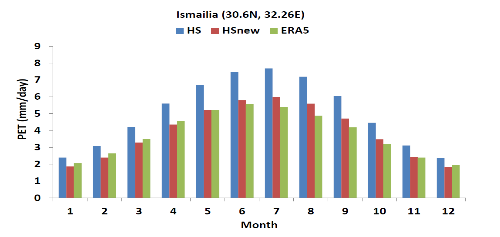 Ismailia (30.6N, 32.26E)
HS HSnew ERA5
PET (mm/day)
9
8
7
6
5
4
3
2
1
0
1 2 3 4 5 6 7 8 9 10 11 12
Month